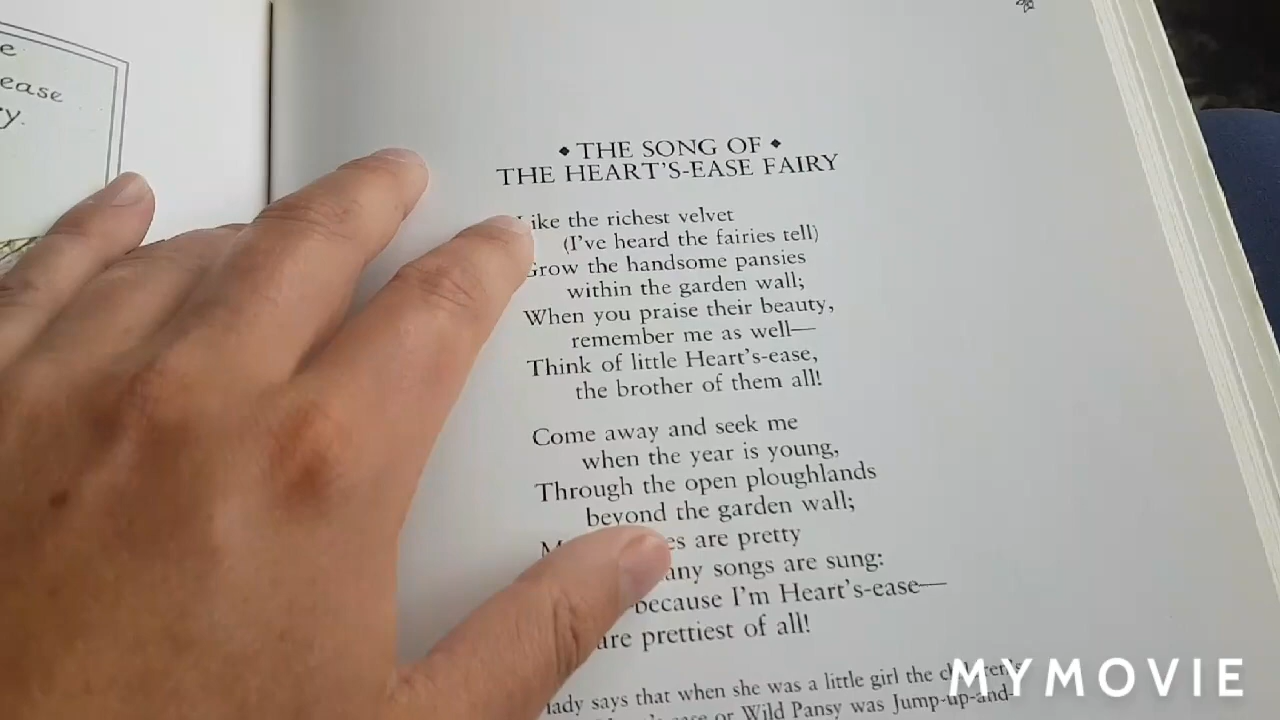 e
ease
y.
THE SONG OF
THE HEART'S-EASE FAIRY
Like the richest velvet
(I've heard the fairies tell)
Grow the handsome pansies
within the garden wall;
When you praise their beauty,
remember me as well—
Think of little Heart's-ease,
the brother of them all!
Come away and seek me
when the year is young,
Through the open ploughlands
beyond the garden wall;
are pretty
songs are sung:
because I'm Heart's-ease—
are prettiest of all!
lady says that when she was a little girl the children's
or Wild Pansy was Jump-up-and-
MYMOVIE